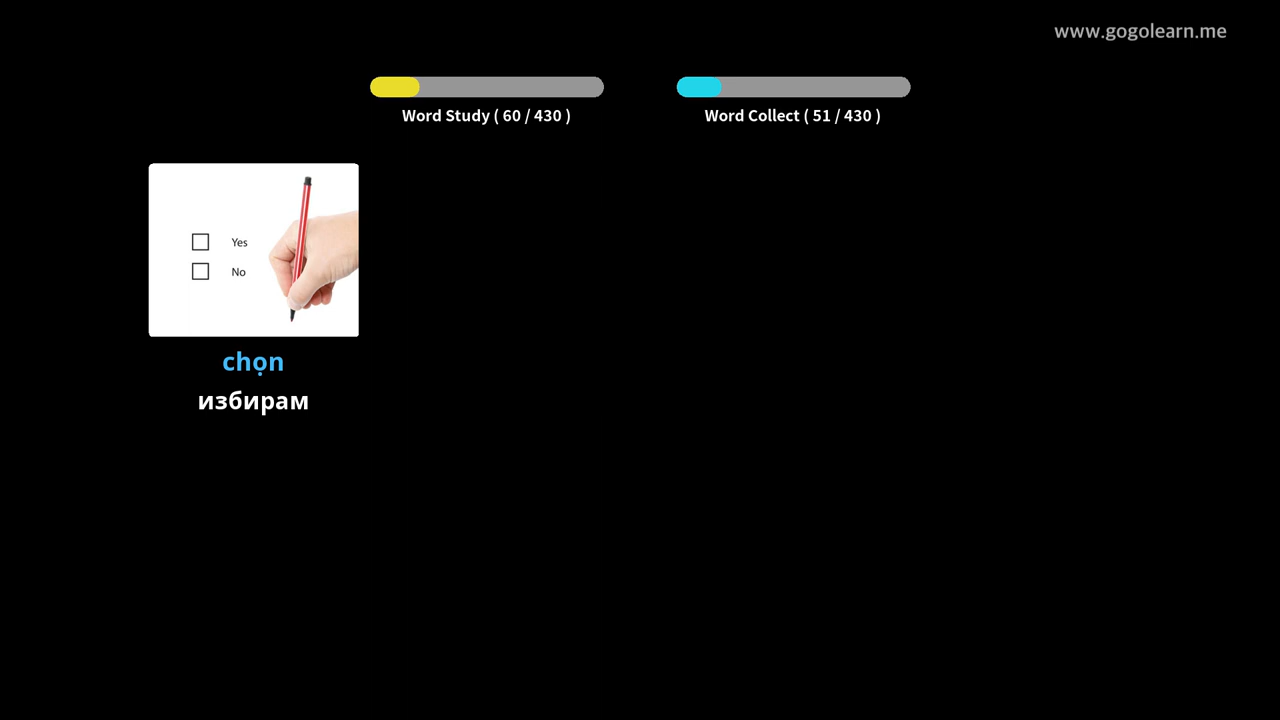 www.gogolearn.me
Word Study ( 60 / 430 )
Word Collect ( 51 / 430 )
Yes
No
chọn
избирам